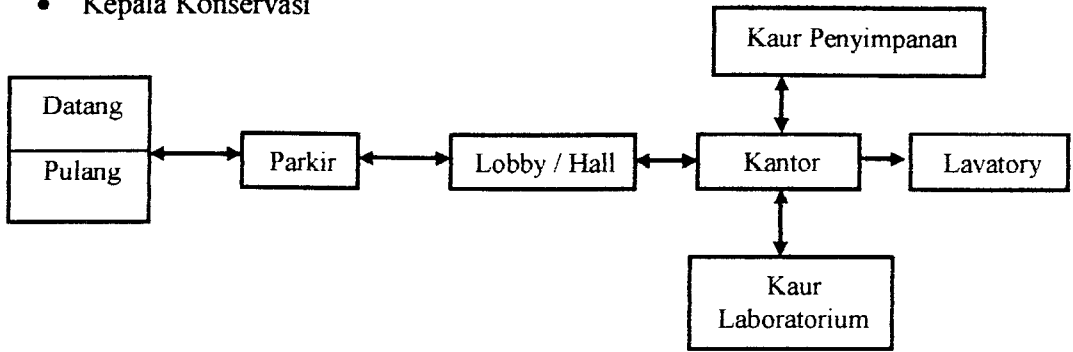 • Kepala Konservasi
Kaur Penyimpanan
Datang
Pulang
Parkir
Lobby / Hall
Kantor
Lavatory
Kaur
Laboratorium